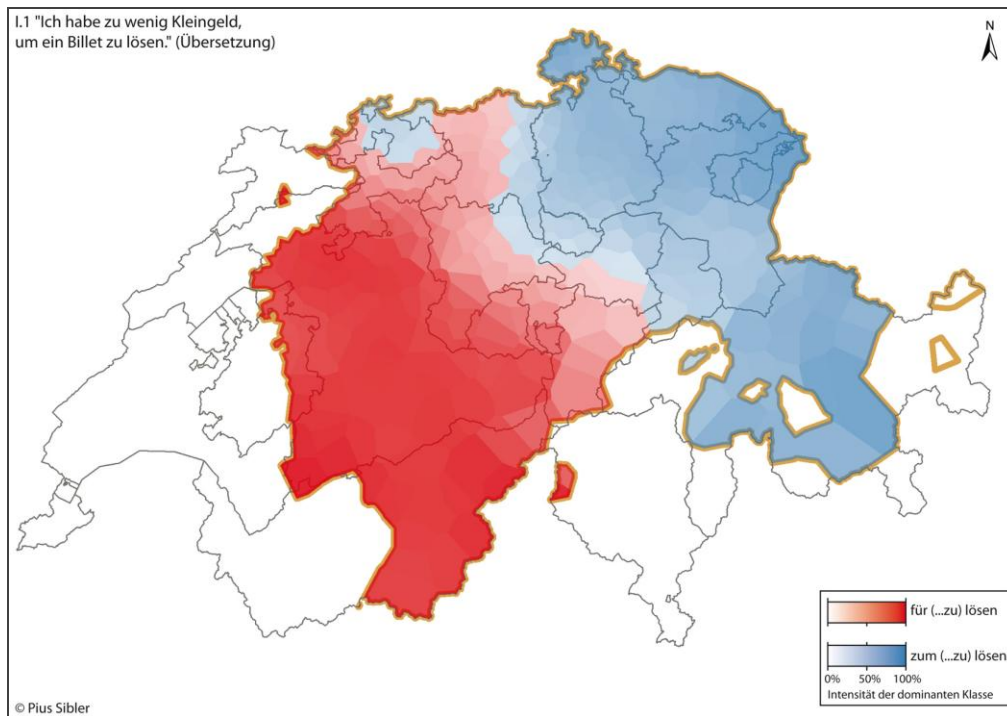 I.1 "Ich habe zu wenig Kleingeld,
um ein Billet zu lösen." (Übersetzung)
N
für (...zu) lösen
zum (...zu) lösen
0% 50% 100%
Intensität der dominanten Klasse
© Pius Sibler